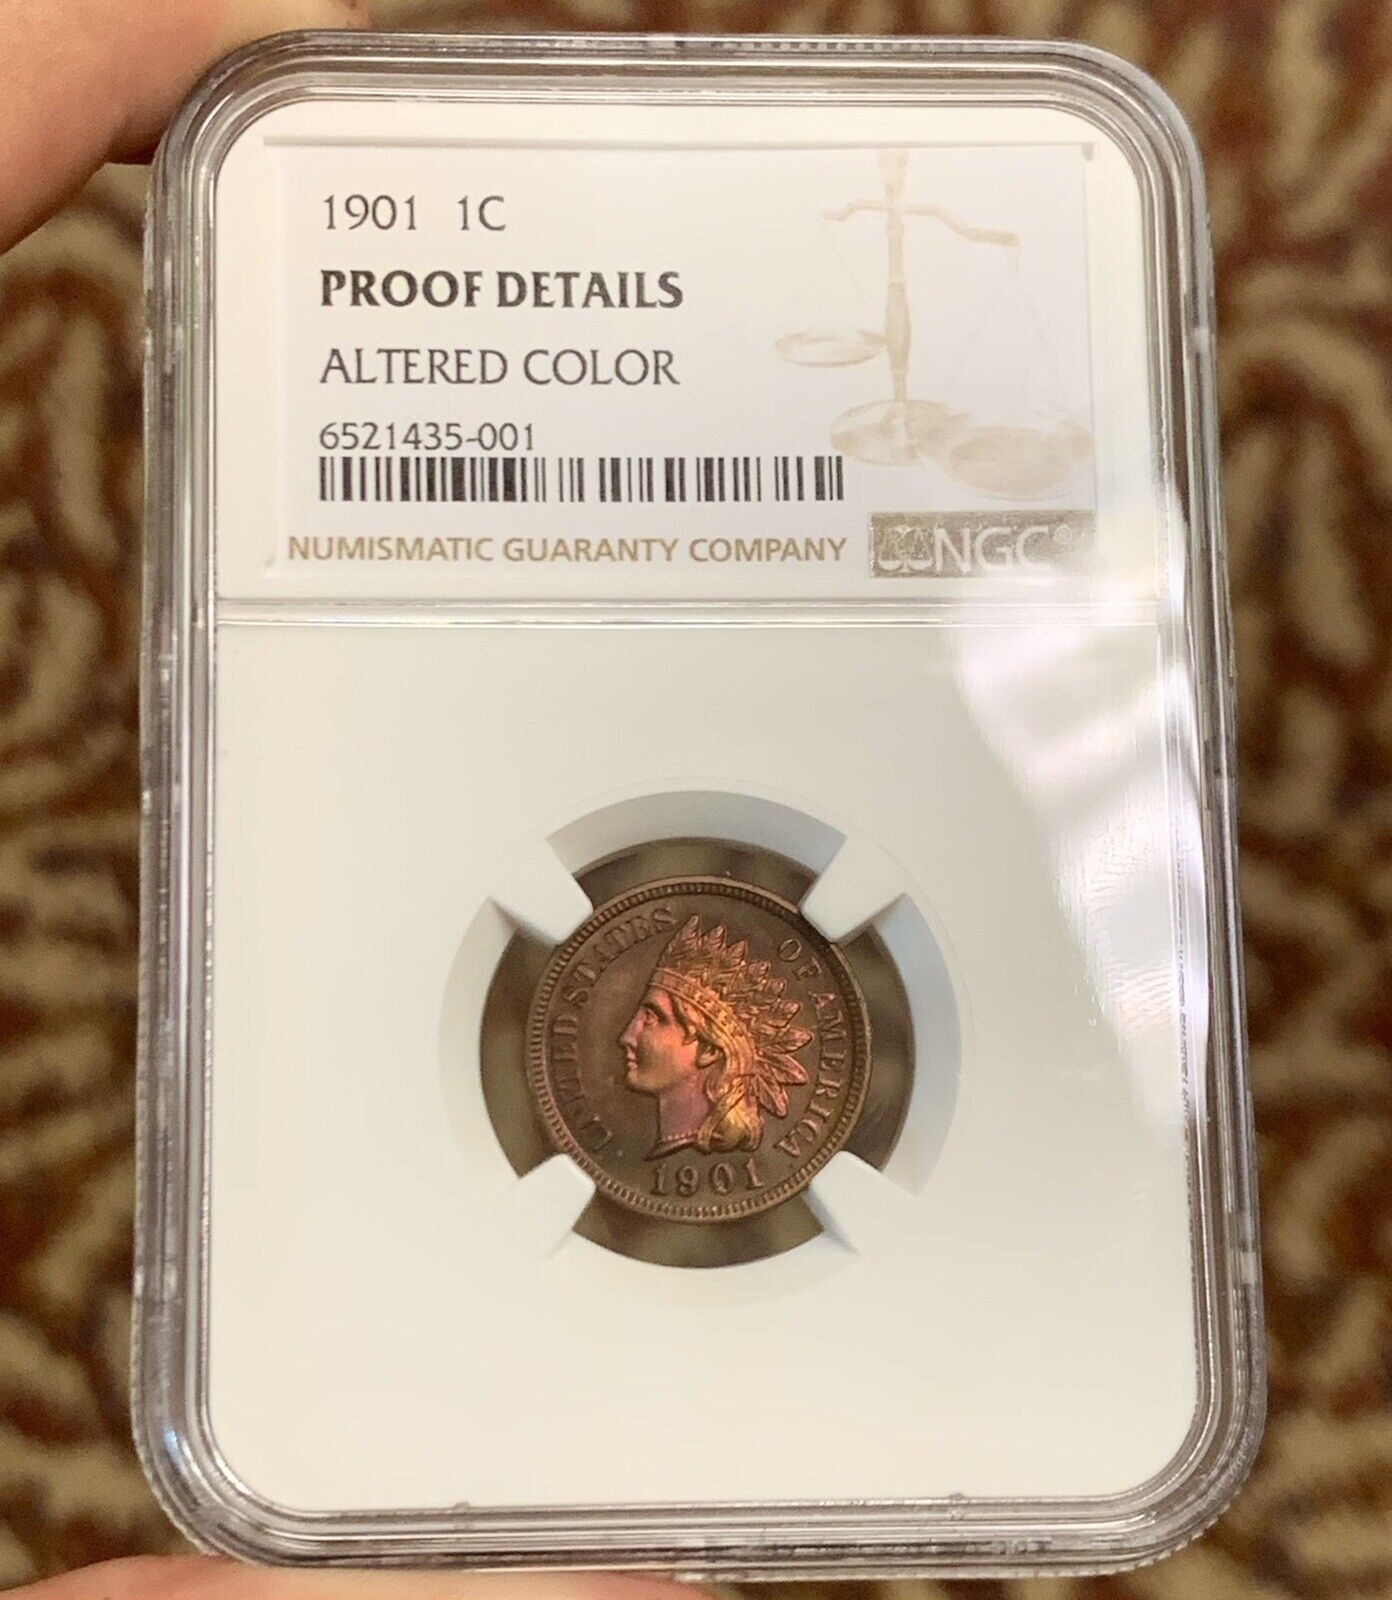 1901 1C
PROOF DETAILS
ALTERED COLOR
6521435-001
NUMISMATIC GUARANTY COMPANY NGC
UNITED STATES OF AMERICA
1901